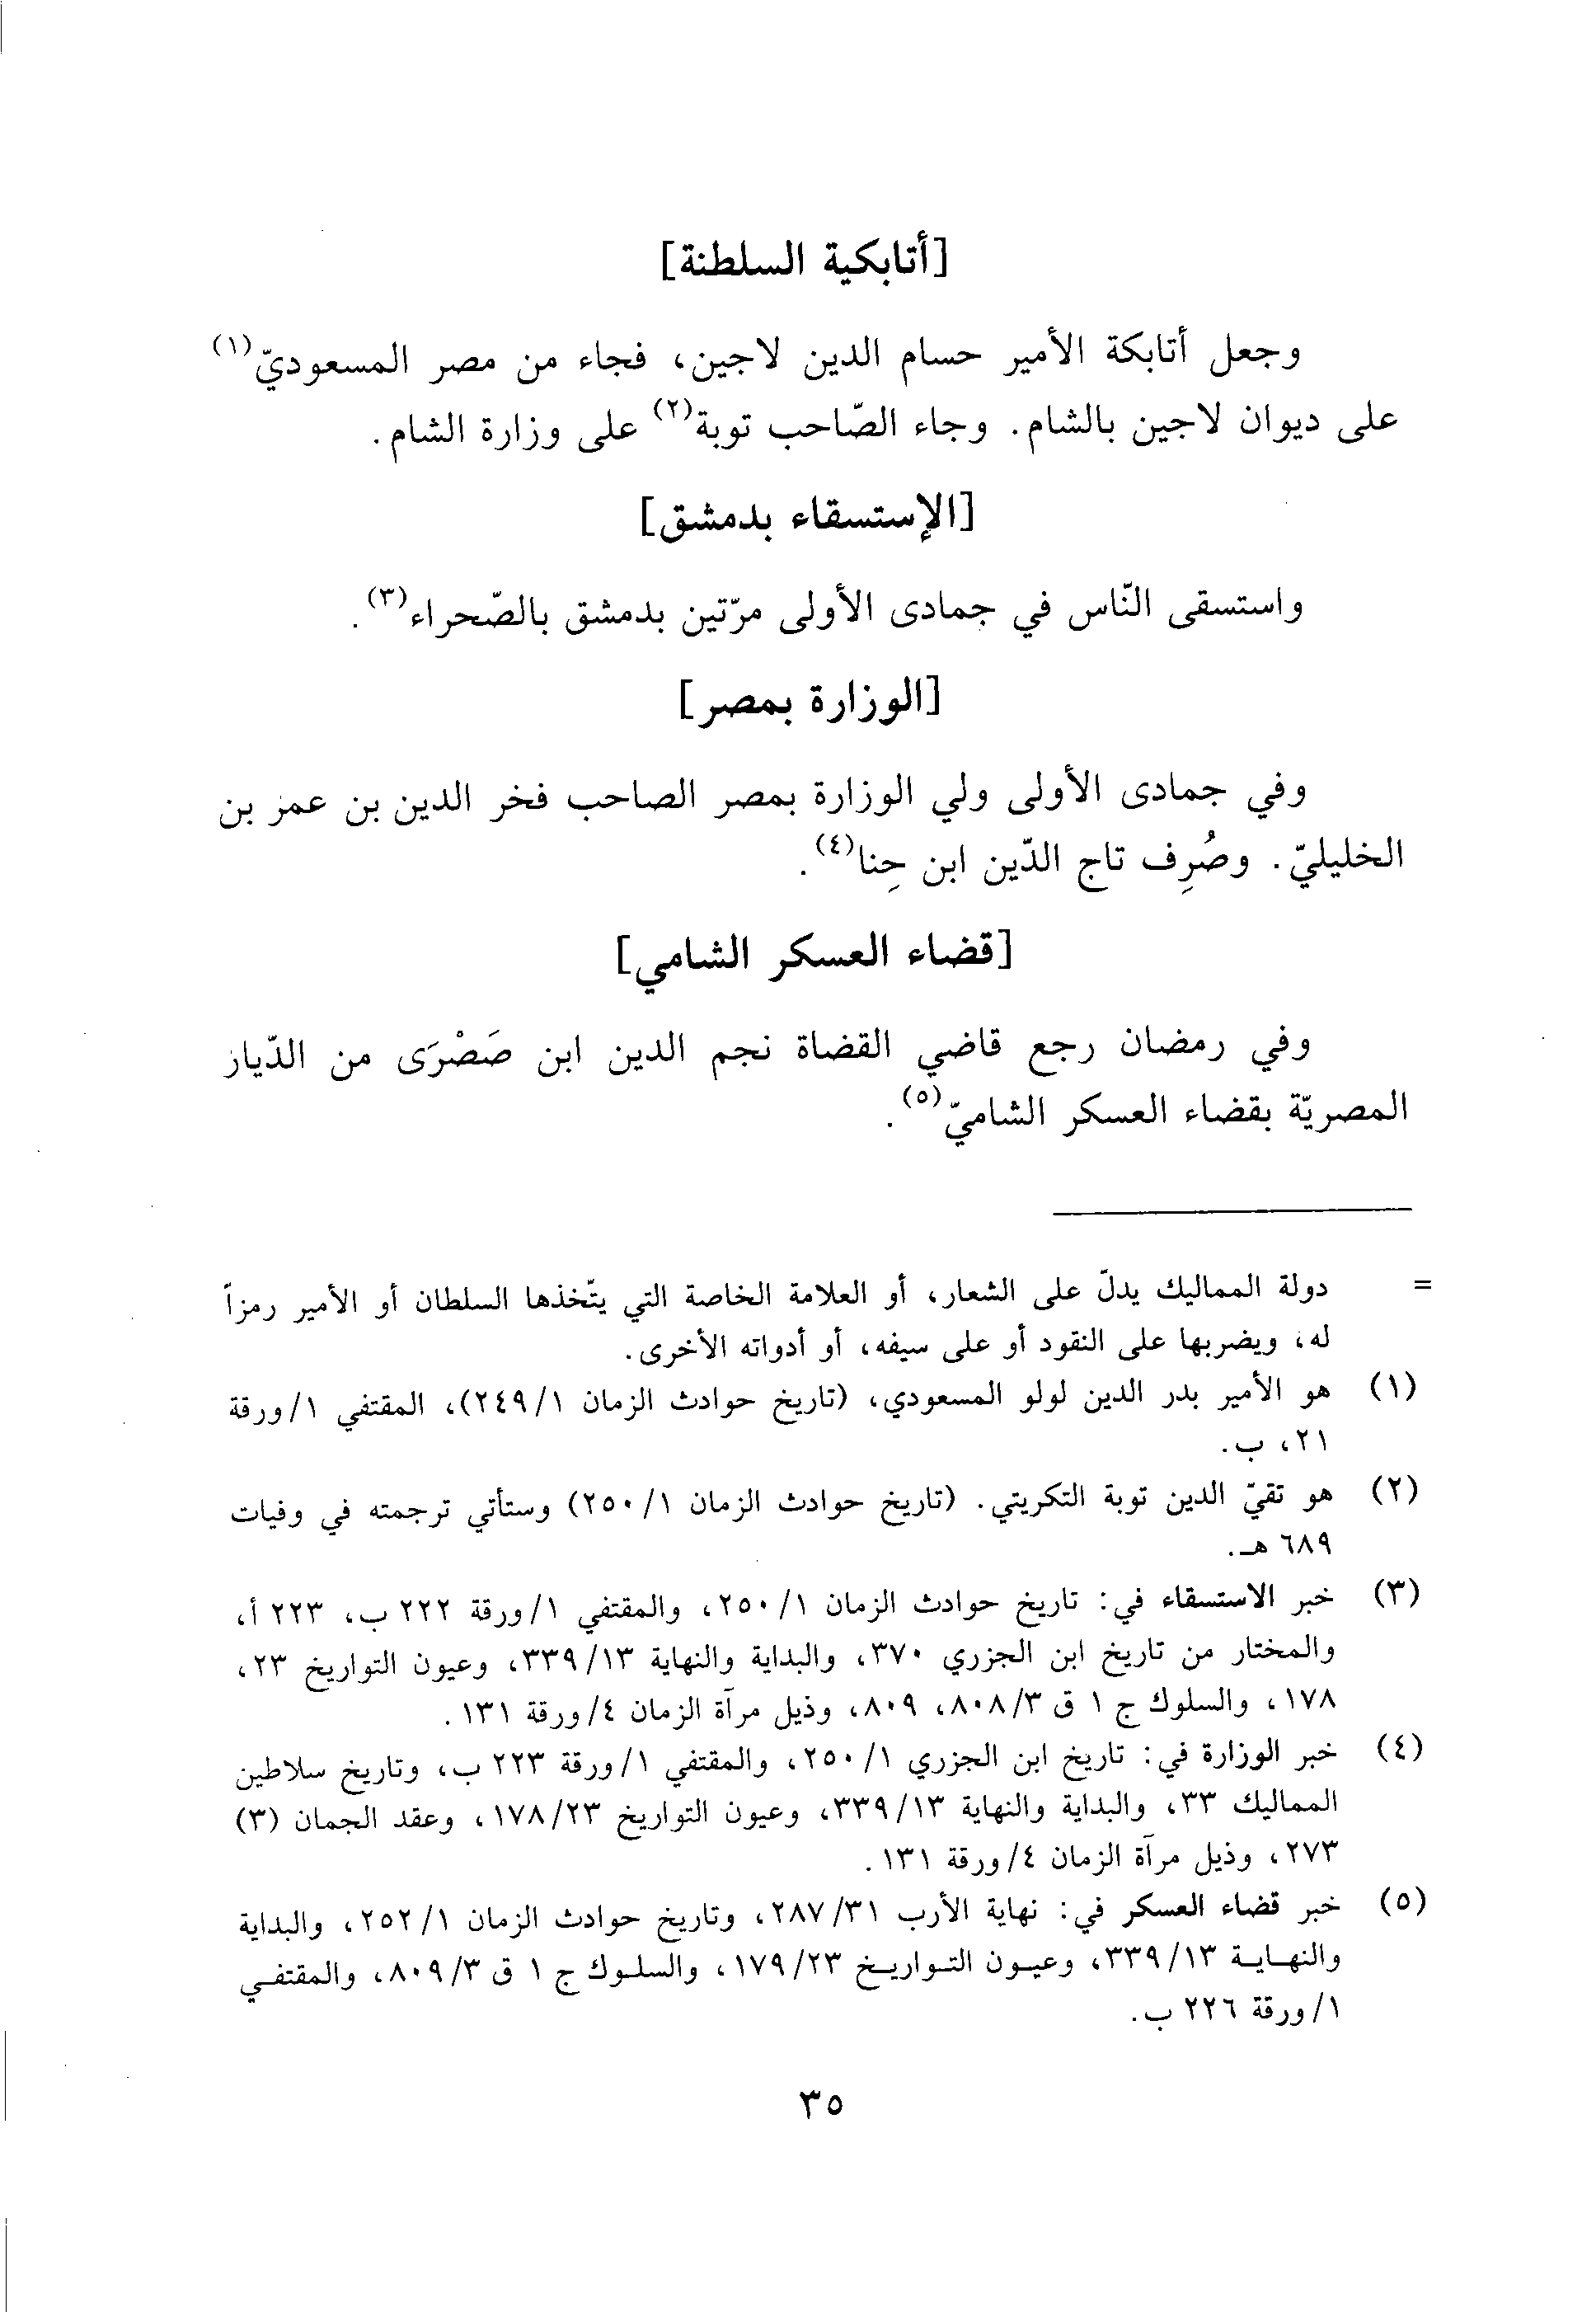 [أتابكية السلطنة]
وجعل أتابكة الأمير حسام الدين لاجين، فجاء من مصر المسعوديّ(١)
على ديوان لاجين بالشام. وجاء الصّاحب توبة(٢) على وزارة الشام.
[الإستسقاء بدمشق]
واستسقى النّاس في جمادى الأولى مرّتين بدمشق بالصّحراء(٣).
[الوزارة بمصر]
وفي جمادى الأولى ولي الوزارة بمصر الصاحب فخر الدين بن عمر بن
الخليليّ. وصُرِف تاج الدّين ابن حِنا(٤).
[قضاء العسكر الشامي]
وفي رمضان رجع قاضي القضاة نجم الدين ابن صَصْرَى من الدّيار
المصريّة بقضاء العسكر الشاميّ(٥).
= دولة المماليك يدلّ على الشعار، أو العلامة الخاصة التي يتّخذها السلطان أو الأمير رمزاً
له، ويضربها على النقود أو على سيفه، أو أدواته الأخرى.
(١) هو الأمير بدر الدين لولو المسعودي، (تاريخ حوادث الزمان ٢٤٩/١)، المقتفي ١/ورقة
٢١، ب.
(٢) هو تقيّ الدين توبة التكريتي. (تاريخ حوادث الزمان ٢٥٠/١) وستأتي ترجمته في وفيات
٦٨٩ هـ.
(٣) خبر الاستسقاء في: تاريخ حوادث الزمان ٢٥٠/١، والمقتفي ١/ورقة ٢٢٢ ب، ٢٢٣ أ،
والمختار من تاريخ ابن الجزري ٣٧٠، والبداية والنهاية ٣٣٩/١٣، وعيون التواريخ ٢٣،
١٧٨، والسلوك ج ١ ق ٨٠٨/٣، ٨٠٩، وذيل مرآة الزمان ٤/ورقة ١٣١.
(٤) خبر الوزارة في: تاريخ ابن الجزري ٢٥٠/١، والمقتفي ١/ورقة ٢٢٣ ب، وتاريخ سلاطين
المماليك ٣٣، والبداية والنهاية ٣٣٩/١٣، وعيون التواريخ ١٧٨/٢٣، وعقد الجمان (٣)
٢٧٣، وذيل مرآة الزمان ٤/ورقة ١٣١.
(٥) خبر قضاء العسكر في: نهاية الأرب ٢٨٧/٣١، وتاريخ حوادث الزمان ٢٥٢/١، والبداية
والنهاية ٣٣٩/١٣، وعيون التواريخ ١٧٩/٢٣، والسلوك ج ١ ق ٨٠٩/٣، والمقتفي
١/ورقة ٢٢٦ ب.
٣٥